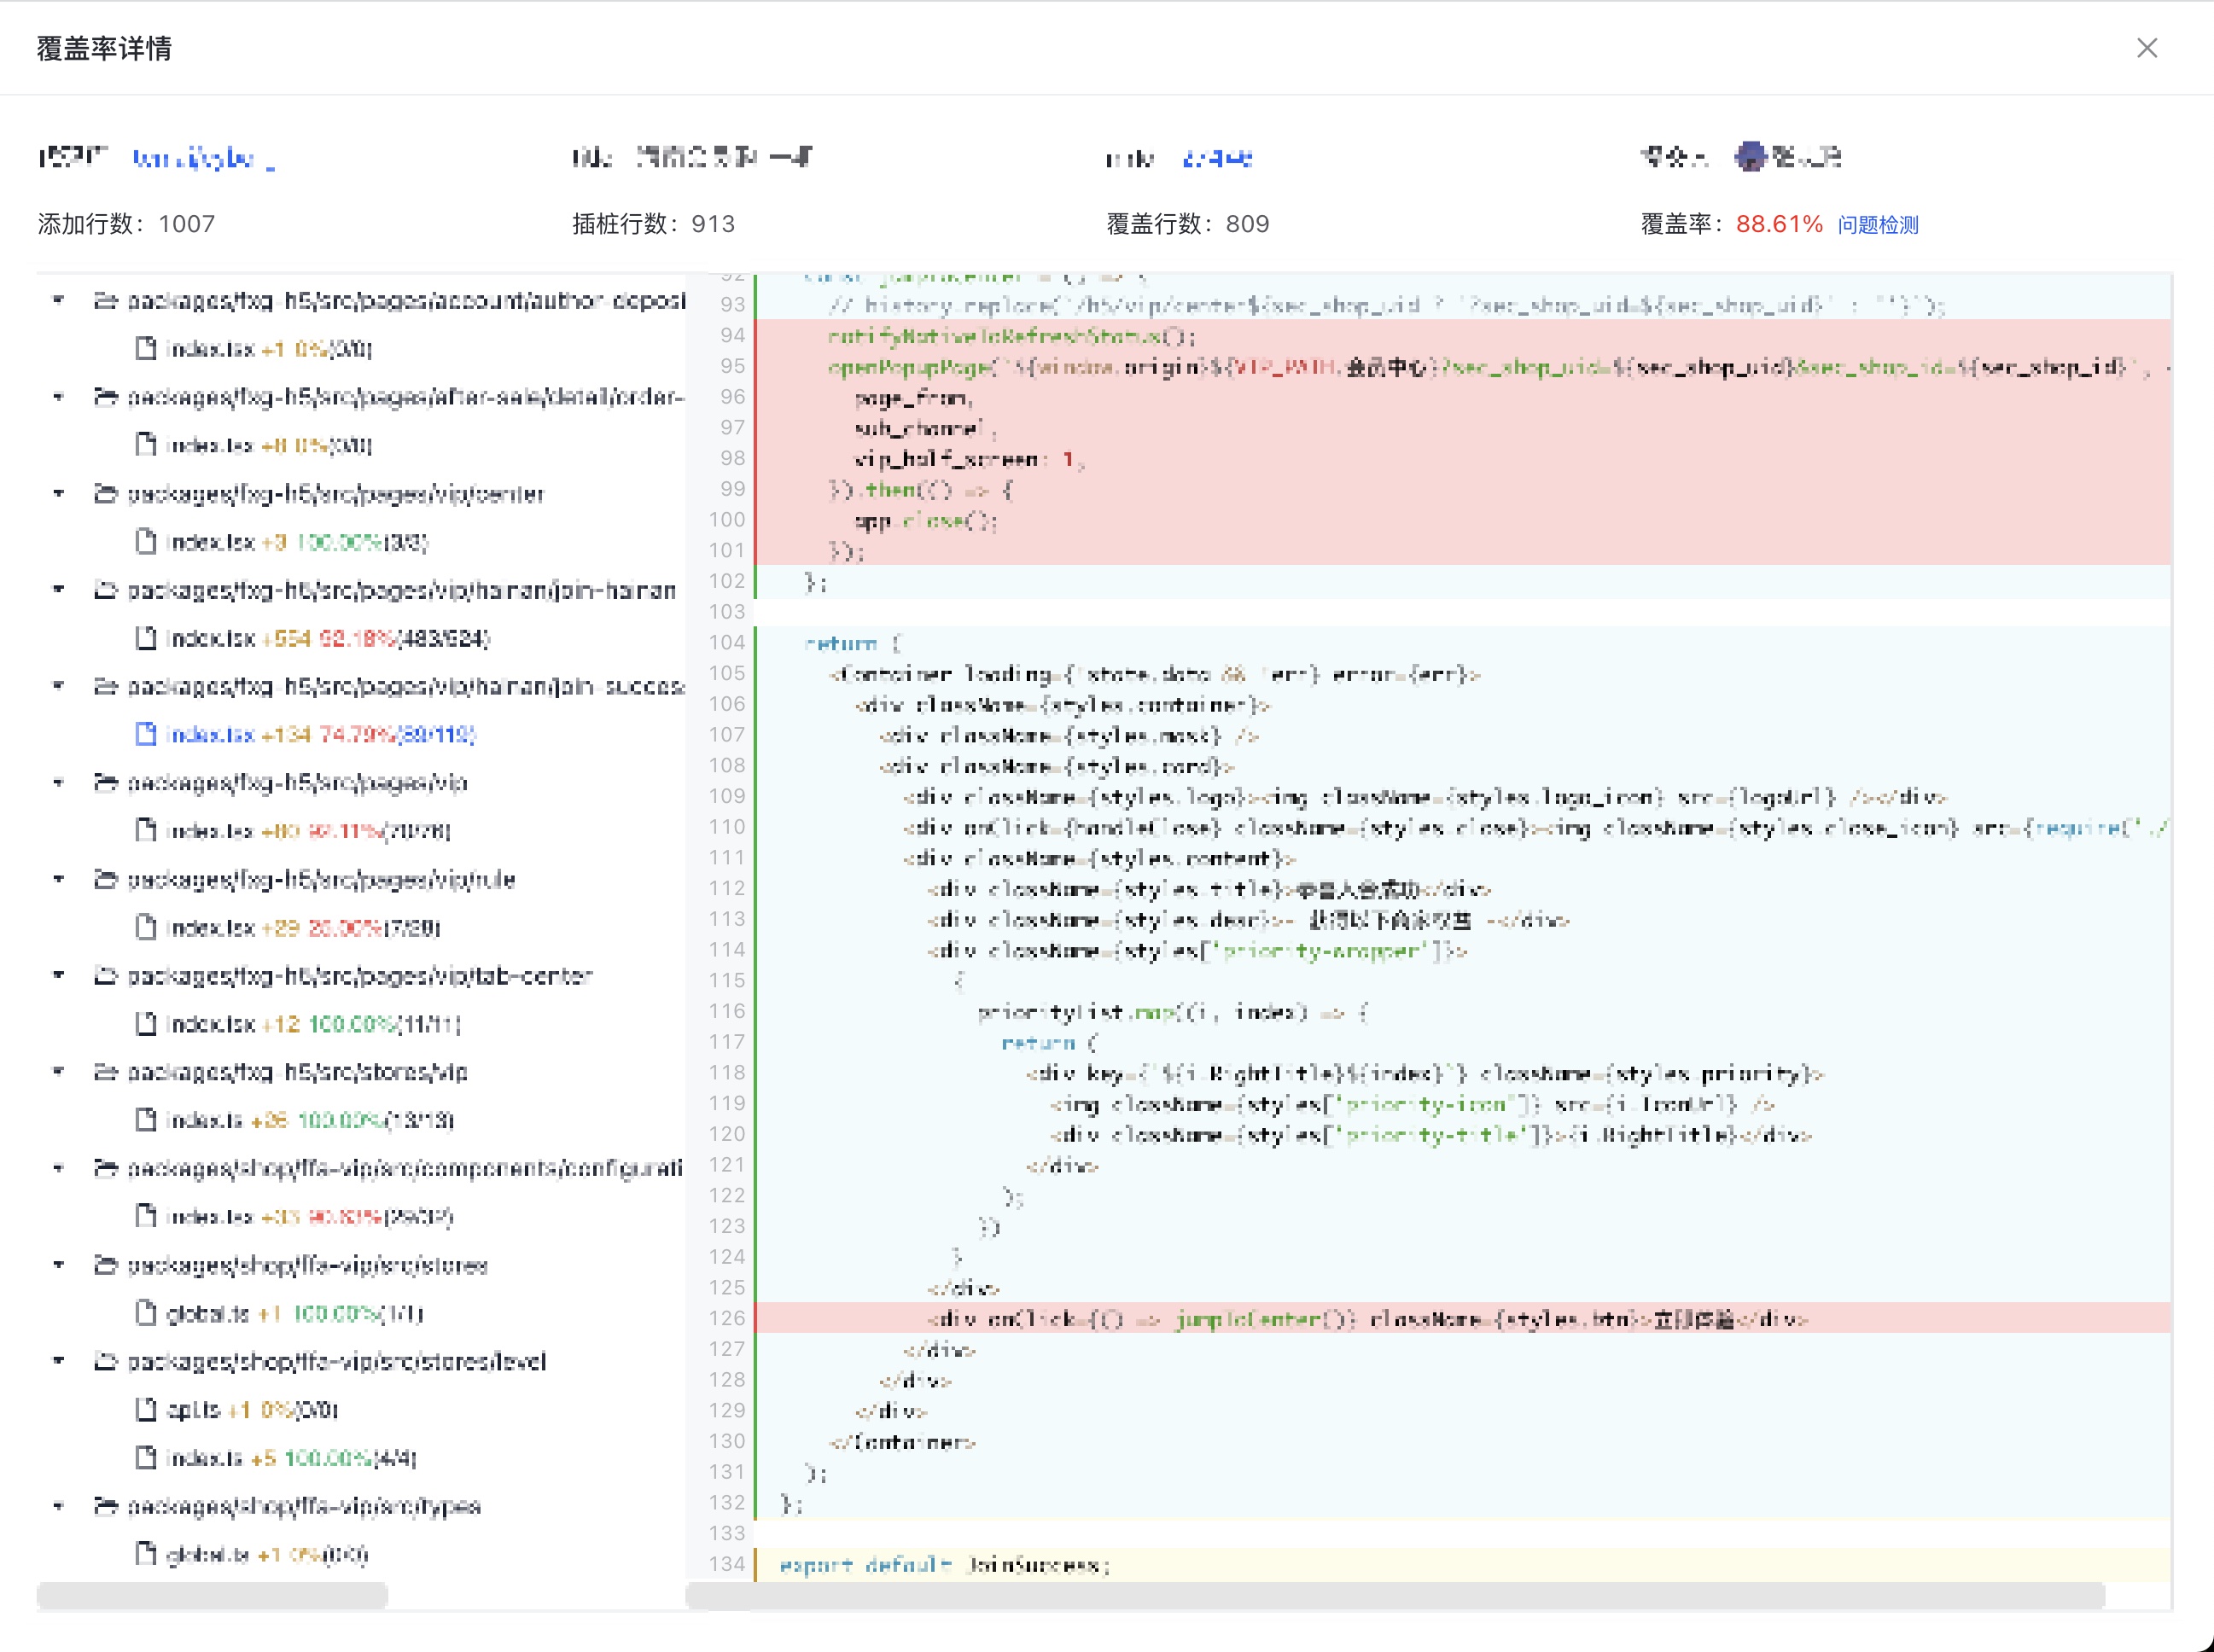 覆盖率详情
添加行数：1007
插桩行数：913
覆盖行数：809
覆盖率：88.61% 问题检测
packages/fxg-h5/src/pages/account/author-deposi
index.tsx +1 0%(0/0)
packages/fxg-h5/src/pages/after-sale/detail/order-
index.tsx 0%(0/0)
packages/fxg-h5/src/pages/vip/center
index.tsx 100.00%
packages/fxg-h5/src/pages/vip/hainan/join-hainan
index.tsx 92.18%(483/524)
packages/fxg-h5/src/pages/vip/hainan/join-succes
index.tsx +134 74.79%(89/119)
packages/fxg-h5/src/pages/vip
index.tsx +80 92.11%(70/76)
packages/fxg-h5/src/pages/vip/rule
index.tsx +29 (7/28)
packages/fxg-h5/src/pages/vip/tab-center
index.tsx +12 100.00%(11/11)
packages/fxg-h5/src/stores/vip
index.ts +26 100.00%(13/13)
packages/shop/ffa-vip/src/components/configurati
index.tsx (29/32)
packages/shop/ffa-vip/src/stores
global.ts +1 100.00%(1/1)
packages/shop/ffa-vip/src/stores/level
api.ts +1 0%(0/0)
index.ts +5 100.00%(4/4)
packages/shop/ffa-vip/src/types
global.ts +1 0%(0/0)
92 const jumpToCenter = () => {
93 // history.replace(`/h5/vip/center${sec_shop_uid ? `?sec_shop_uid=${sec_shop_uid}` : ''}`);
94 notifyNativeToRefreshStatus();
95 openPopupPage(`${window.origin}${VIP_PATH.会员中心}?sec_shop_uid=${sec_shop_uid}&sec_shop_id=${sec_shop_id}`,
96 page_from,
97 sub_channel,
98 vip_half_screen: 1,
99 }).then(() => {
100 app.close();
101 });
102 };
103
104 return (
105 <Container loading={!state.data && !err} error={err}>
106 <div className={styles.container}>
107 <div className={styles.mask} />
108 <div className={styles.card}>
109 <div className={styles.logo}><img className={styles.logo_icon} src={logoUrl} /></div>
110 <div onClick={handleClose} className={styles.close}><img className={styles.close_icon} src={require('./
111 <div className={styles.content}>
112 <div className={styles.title}>恭喜入会成功</div>
113 <div className={styles.desc}>- 获得以下商家权益 -</div>
114 <div className={styles['priority-wrapper']}>
115 {
116 priorityList.map((i, index) => {
117 return (
118 <div key={`${i.RightTitle}${index}`} className={styles.priority}>
119 <img className={styles['priority-icon']} src={i.IconUrl} />
120 <div className={styles['priority-title']}>{i.RightTitle}</div>
121 </div>
122 );
123 })
124 }
125 </div>
126 <div onClick={() => jumpToCenter()} className={styles.btn}>立即体验</div>
127 </div>
128 </div>
129 </div>
130 </Container>
131 );
132 };
133
134 export default JoinSuccess;